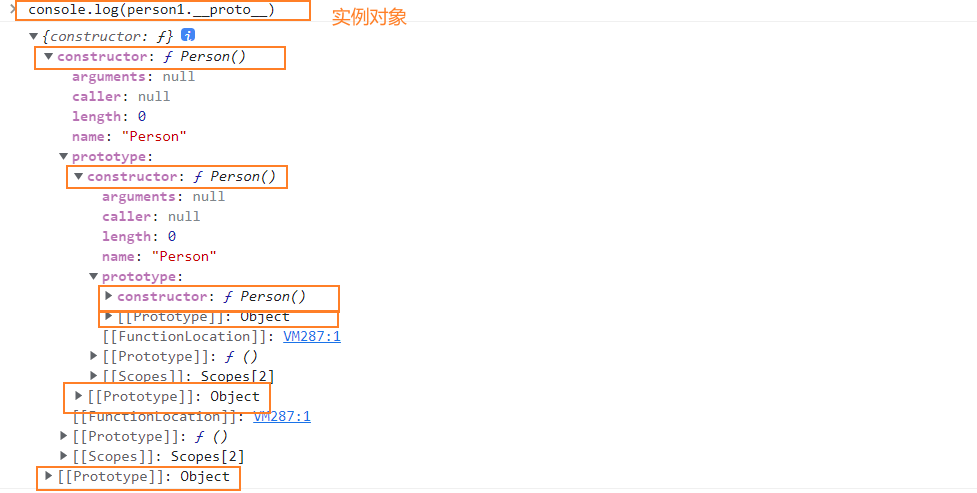 console.log(person1.__proto__)
实例对象
{constructor: ƒ}
constructor: ƒ Person()
arguments: null
caller: null
length: 0
name: "Person"
prototype:
constructor: ƒ Person()
arguments: null
caller: null
length: 0
name: "Person"
prototype:
constructor: ƒ Person()
[[Prototype]]: Object
[[FunctionLocation]]: VM287:1
[[Prototype]]: ƒ ()
[[Scopes]]: Scopes[2]
[[Prototype]]: Object
[[FunctionLocation]]: VM287:1
[[Prototype]]: ƒ ()
[[Scopes]]: Scopes[2]
[[Prototype]]: Object